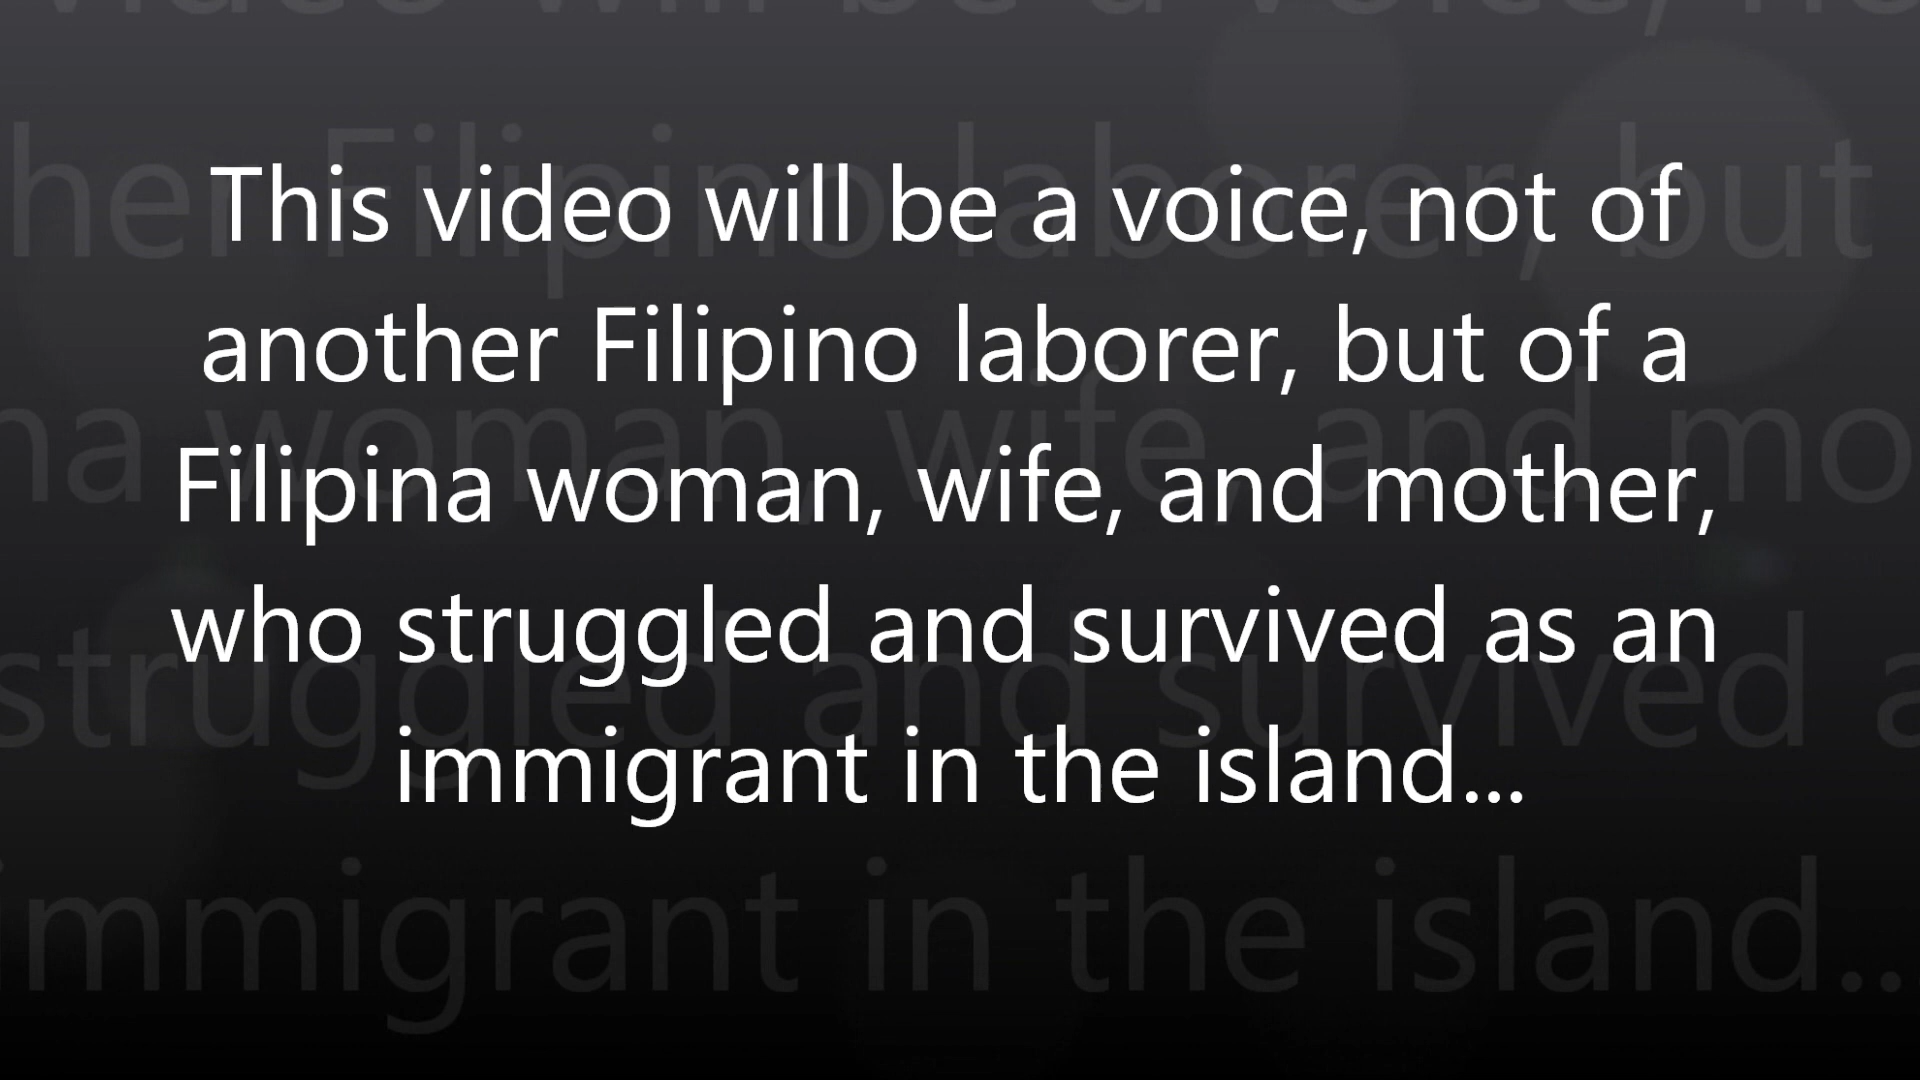 This video will be a voice, not of
another Filipino laborer, but of a
Filipina woman, wife, and mother,
who struggled and survived as an
immigrant in the island...